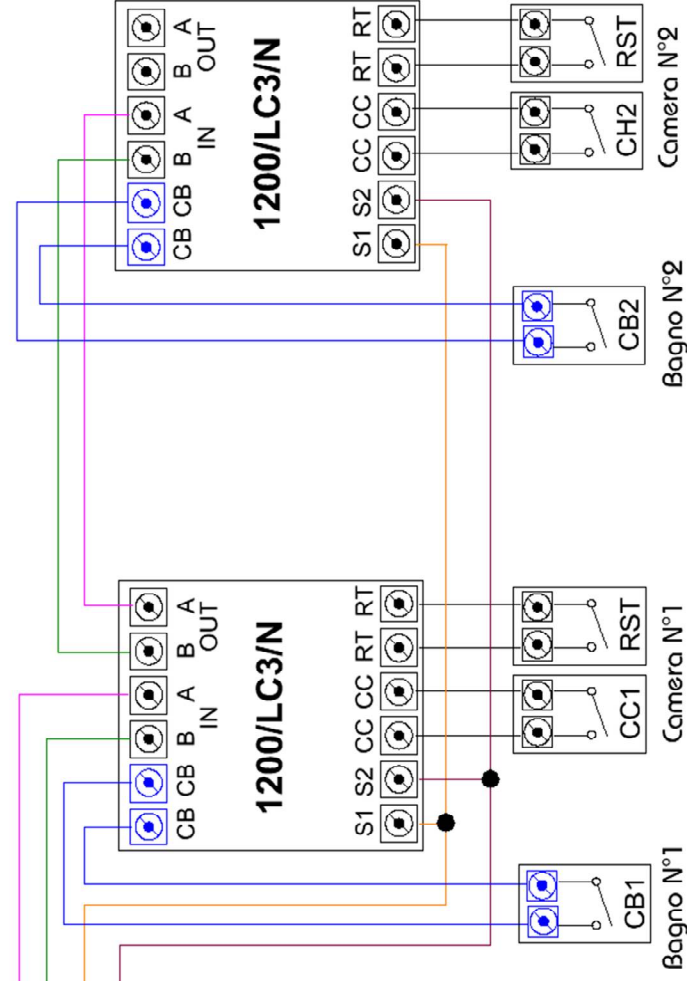 A
B
OUT
A
B
IN
CB
CB
1200/LC3/N
RT
RT
CC
CC
S2
S1
RST
CH2
Camera N°2
CB2
Bagno N°2
A
B
OUT
A
B
IN
CB
CB
1200/LC3/N
RT
RT
CC
CC
S2
S1
RST
CC1
Camera N°1
CB1
Bagno N°1